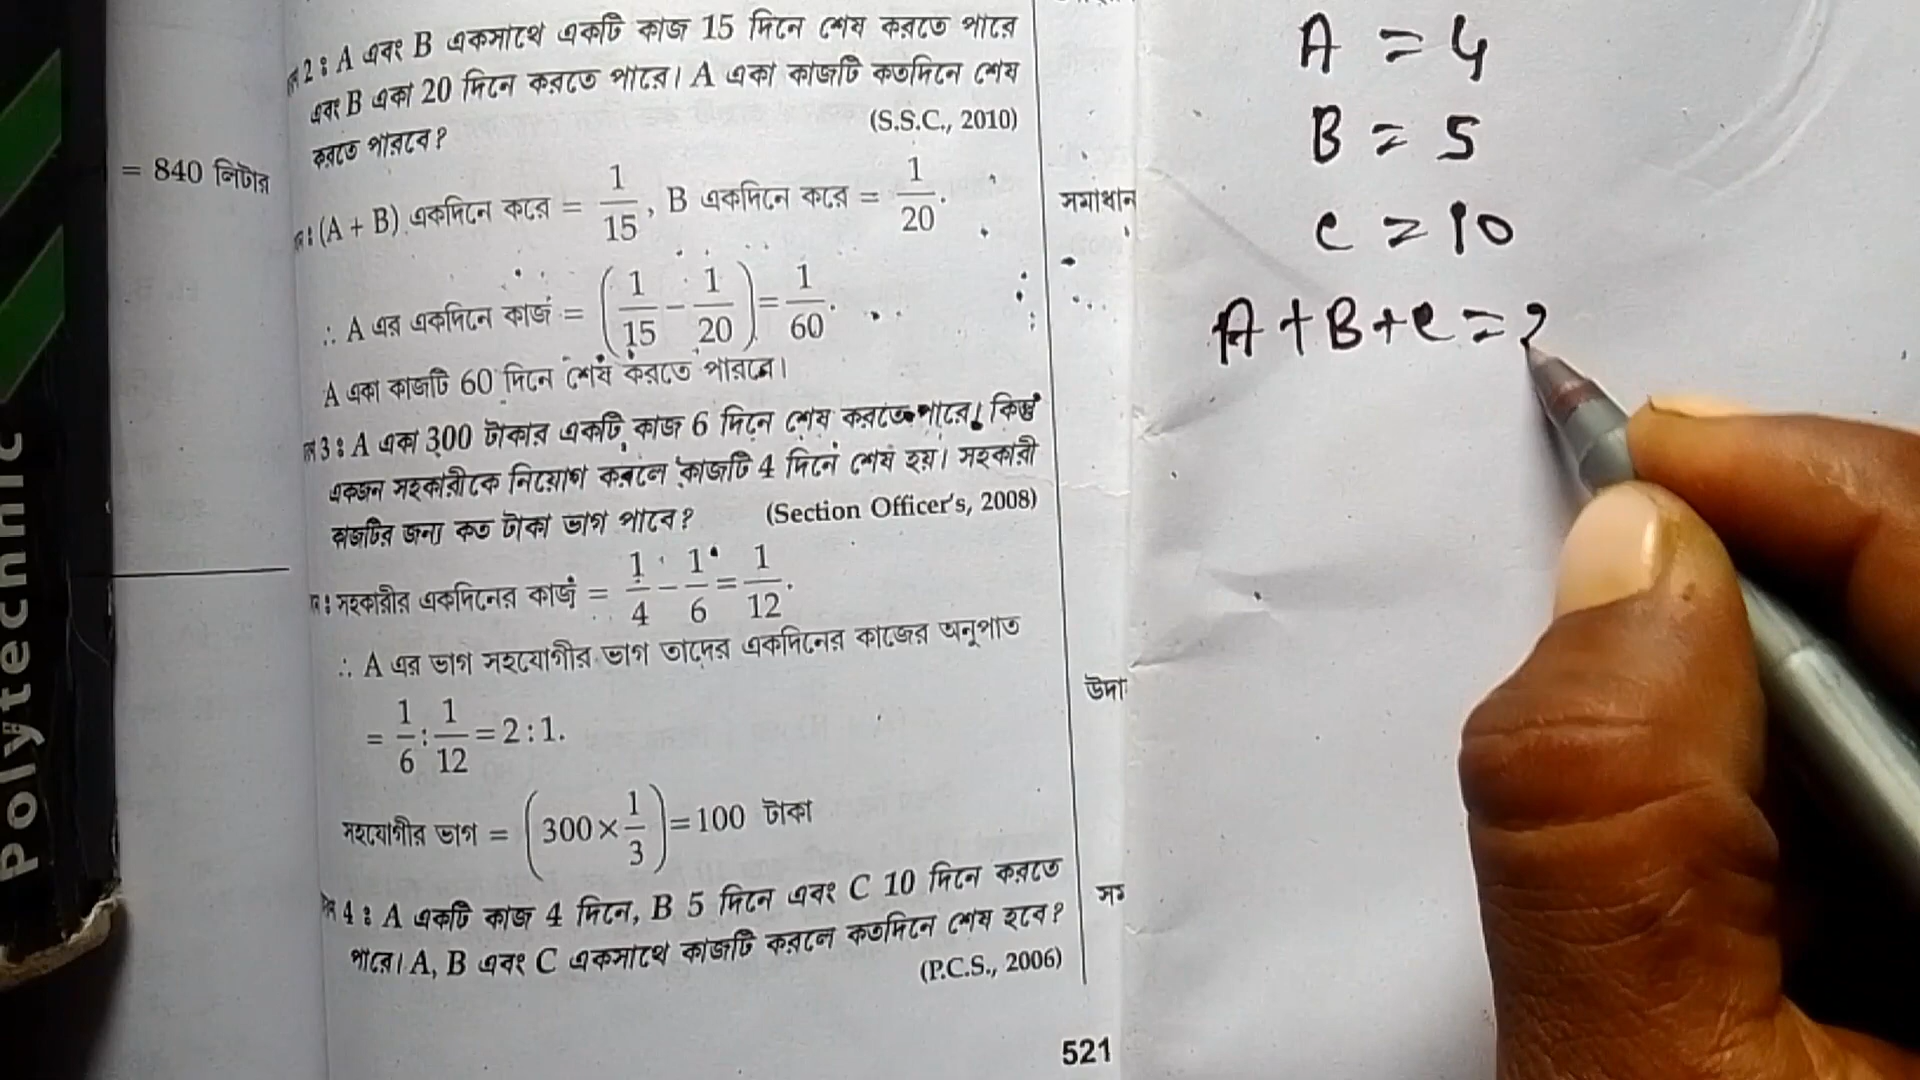 Polytechnic
= 840 লিটার
2 : A এবং B একসাথে একটি কাজ 15 দিনে শেষ করতে পারে
এবং B একা 20 দিনে করতে পারে। A একা কাজটি কতদিনে শেষ
করতে পারবে? (S.S.C., 2010)
: (A + B) একদিনে করে = 1/15, B একদিনে করে = 1/20.
∴ A এর একদিনে কাজ = (1/15 − 1/20) = 1/60.
A একা কাজটি 60 দিনে শেষ করতে পারবে।
3 : A একা 300 টাকার একটি কাজ 6 দিনে শেষ করতে পারে। কিন্তু
একজন সহকারীকে নিয়োগ করলে কাজটি 4 দিনে শেষ হয়। সহকারী
কাজটির জন্য কত টাকা ভাগ পাবে? (Section Officer's, 2008)
: সহকারীর একদিনের কাজ = 1/4 − 1/6 = 1/12.
∴ A এর ভাগ সহযোগীর ভাগ তাদের একদিনের কাজের অনুপাত
= 1/6 : 1/12 = 2 : 1.
সহযোগীর ভাগ = (300 × 1/3) = 100 টাকা
4 : A একটি কাজ 4 দিনে, B 5 দিনে এবং C 10 দিনে করতে
পারে। A, B এবং C একসাথে কাজটি করলে কতদিনে শেষ হবে?
(P.C.S., 2006)
521
সমাধান
A = 4
B = 5
C = 10
A + B + C = ?